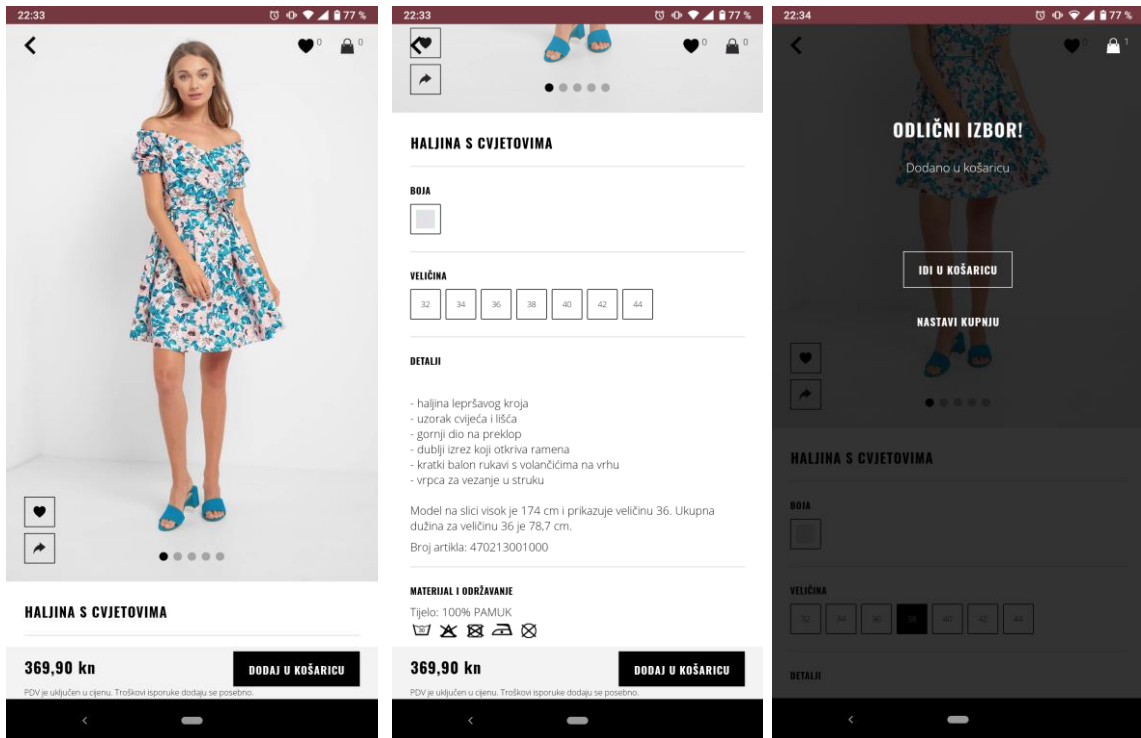 22:33
77 %
0
0
HALJINA S CVJETOVIMA
369,90 kn
DODAJ U KOŠARICU
PDV je uključen u cijenu. Troškovi isporuke dodaju se posebno.
22:33
77 %
0
0
HALJINA S CVJETOVIMA
BOJA
VELIČINA
32 34 36 38 40 42 44
DETALJI
- haljina lepršavog kroja
- uzorak cvijeća i lišća
- gornji dio na preklop
- dublji izrez koji otkriva ramena
- kratki balon rukavi s volančićima na vrhu
- vrpca za vezanje u struku
Model na slici visok je 174 cm i prikazuje veličinu 36. Ukupna
dužina za veličinu 36 je 78,7 cm.
Broj artikla: 470213001000
MATERIJAL I ODRŽAVANJE
Tijelo: 100% PAMUK
369,90 kn
DODAJ U KOŠARICU
PDV je uključen u cijenu. Troškovi isporuke dodaju se posebno.
22:34
77 %
0
1
ODLIČNI IZBOR!
Dodano u košaricu
IDI U KOŠARICU
NASTAVI KUPNJU
HALJINA S CVJETOVIMA
BOJA
VELIČINA
32 34 36 38 40 42 44
DETALJI